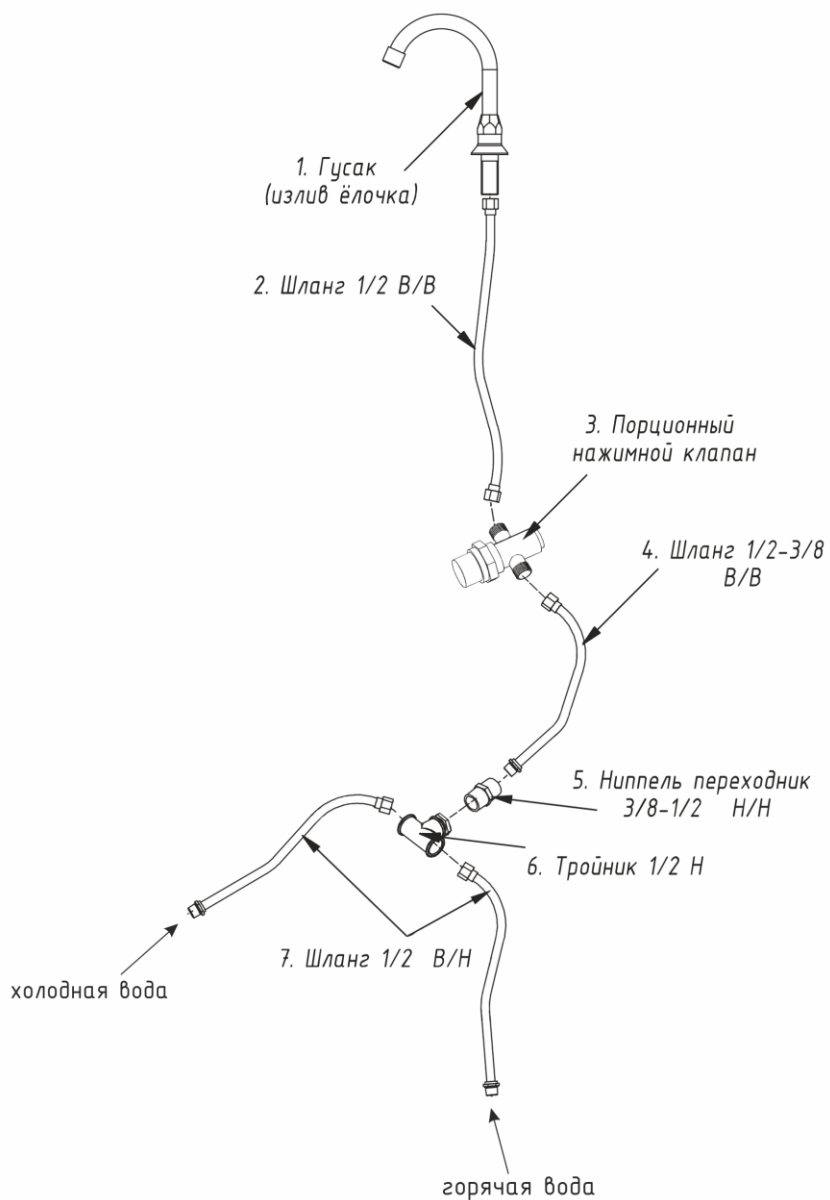 1. Гусак
(излив ёлочка)
2. Шланг 1/2 В/В
3. Порционный
нажимной клапан
4. Шланг 1/2-3/8
В/В
5. Ниппель переходник
3/8-1/2 Н/Н
6. Тройник 1/2 Н
7. Шланг 1/2 В/Н
холодная вода
горячая вода